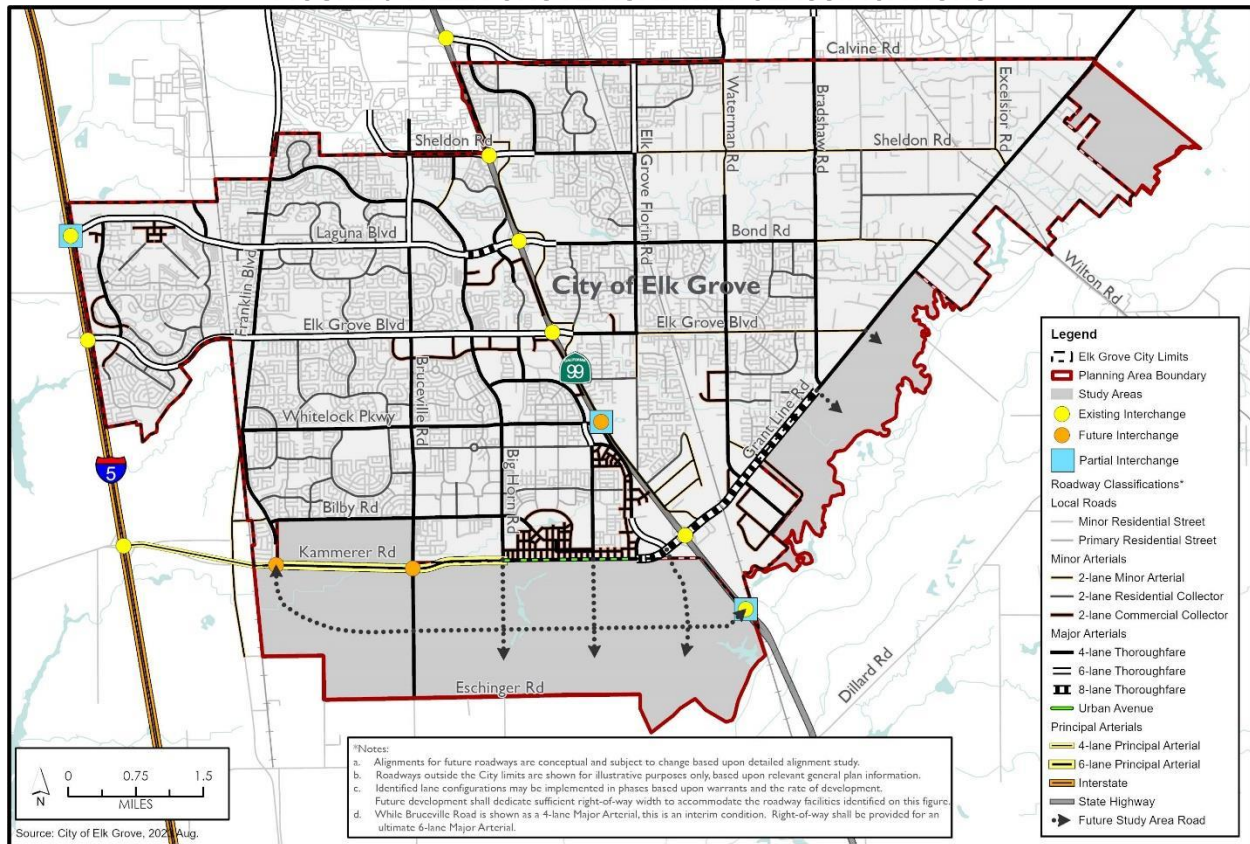 Calvine Rd
Excelsior Rd
Waterman Rd
Bradshaw Rd
Elk Grove Florin Rd
Sheldon Rd
Sheldon Rd
Laguna Blvd
Bond Rd
Franklin Blvd
Wilton Rd
City of Elk Grove
Elk Grove Blvd
Elk Grove Blvd
CALIFORNIA
99
Bruceville Rd
Whitelock Pkwy
Grant Line Rd
5
Big Horn Rd
Bilby Rd
Kammerer Rd
Eschinger Rd
Dillard Rd
Legend
Elk Grove City Limits
Planning Area Boundary
Study Areas
Existing Interchange
Future Interchange
Partial Interchange
Roadway Classifications*
Local Roads
Minor Residential Street
Primary Residential Street
Minor Arterials
2-lane Minor Arterial
2-lane Residential Collector
2-lane Commercial Collector
Major Arterials
4-lane Thoroughfare
6-lane Thoroughfare
8-lane Thoroughfare
Urban Avenue
Principal Arterials
4-lane Principal Arterial
6-lane Principal Arterial
Interstate
State Highway
Future Study Area Road
*Notes:
a. Alignments for future roadways are conceptual and subject to change based upon detailed alignment study.
b. Roadways outside the City limits are shown for illustrative purposes only, based upon relevant general plan information.
c. Identified lane configurations may be implemented in phases based upon warrants and the rate of development.
Future development shall dedicate sufficient right-of-way width to accommodate the roadway facilities identified on this figure.
d. While Bruceville Road is shown as a 4-lane Major Arterial, this is an interim condition. Right-of-way shall be provided for an
ultimate 6-lane Major Arterial.
N
0 0.75 1.5
MILES
Source: City of Elk Grove, Aug.